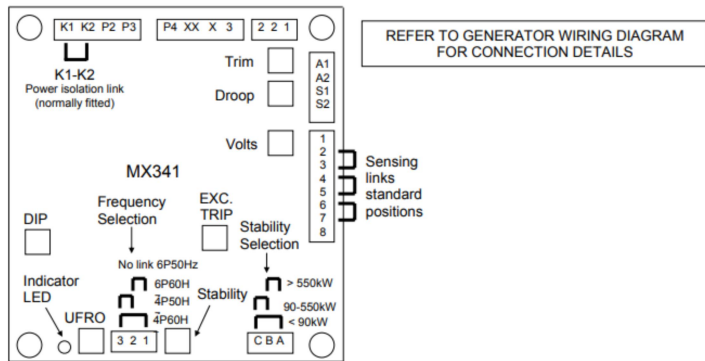 K1 K2 P2 P3
P4 XX X 3
2 2 1
REFER TO GENERATOR WIRING DIAGRAM
FOR CONNECTION DETAILS
K1-K2
Power isolation link
(normally fitted)
Trim
Droop
Volts
A1
A2
S1
S2
1
2
3
4
5
6
7
8
Sensing
links
standard
positions
MX341
Frequency
Selection
EXC.
TRIP
Stability
Selection
DIP
No link 6P50Hz
6P60H
4P50H
4P60H
> 550kW
90-550kW
< 90kW
Indicator
LED
UFRO
3 2 1
Stability
C B A